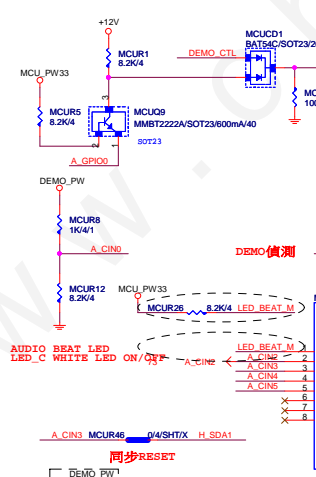 +12V
MCUCD1
BAT54C/SOT23/20
DEMO_CTL
MCUR1
8.2K/4
MCU_PW33
3
MCUR5
8.2K/4
MCUQ9
MMBT2222A/SOT23/600mA/40
SOT23
2
1
A_GPIO0
DEMO_PW
MCUR8
1K/4/1
A_CIN0
DEMO偵測
MCUR12
8.2K/4
MCU_PW33
MCUR26
8.2K/4
LED_BEAT_M
AUDIO BEAT LED
LED_C WHITE LED ON/OFF
A_CIN2
LED_BEAT_M
1
A_CIN2
2
A_CIN3
3
A_CIN4
4
A_CIN5
5
6
7
8
A_CIN3
MCUR46
0/4/SHT/X
H_SDA1
同步RESET
DEMO_PW